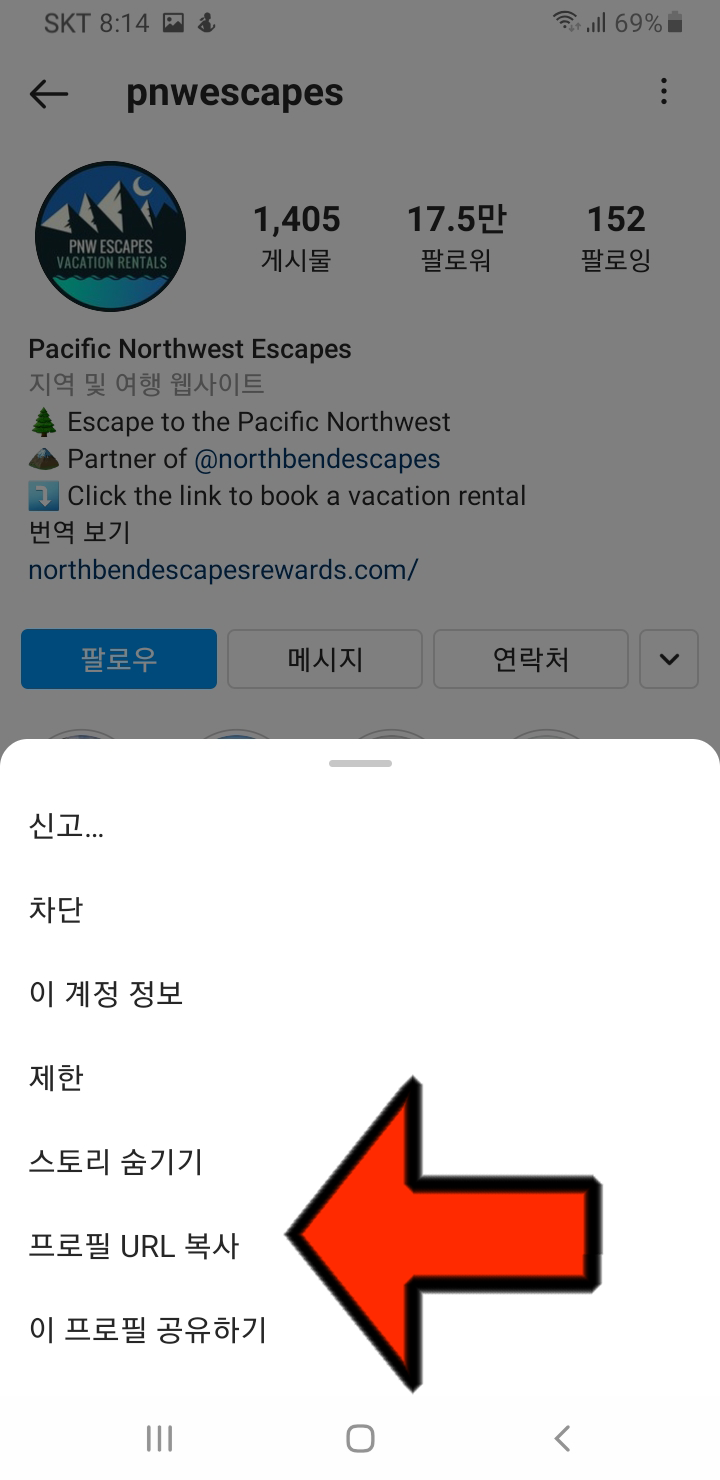 SKT 8:14
69%
pnwescapes
PNW ESCAPES
VACATION RENTALS
1,405
17.5만
152
게시물
팔로워
팔로잉
Pacific Northwest Escapes
지역 및 여행 웹사이트
🌲 Escape to the Pacific Northwest
🏔️ Partner of @northbendescapes
⤵️ Click the link to book a vacation rental
번역 보기
northbendescapesrewards.com/
팔로우
메시지
연락처
신고...
차단
이 계정 정보
제한
스토리 숨기기
프로필 URL 복사
이 프로필 공유하기